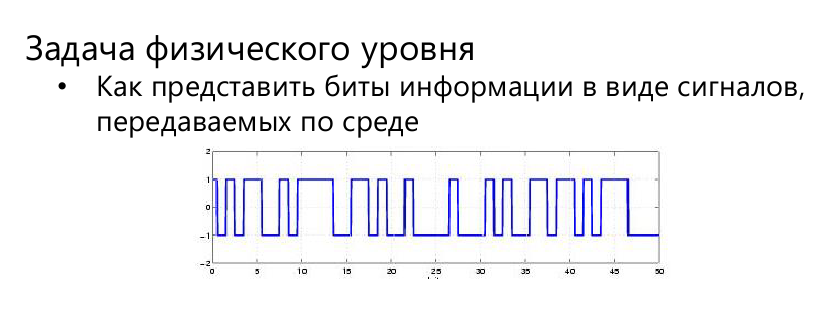 Задача физического уровня
• Как представить биты информации в виде сигналов,
передаваемых по среде
2
1
0
−1
−2
0 5 10 15 20 25 30 35 40 45 50